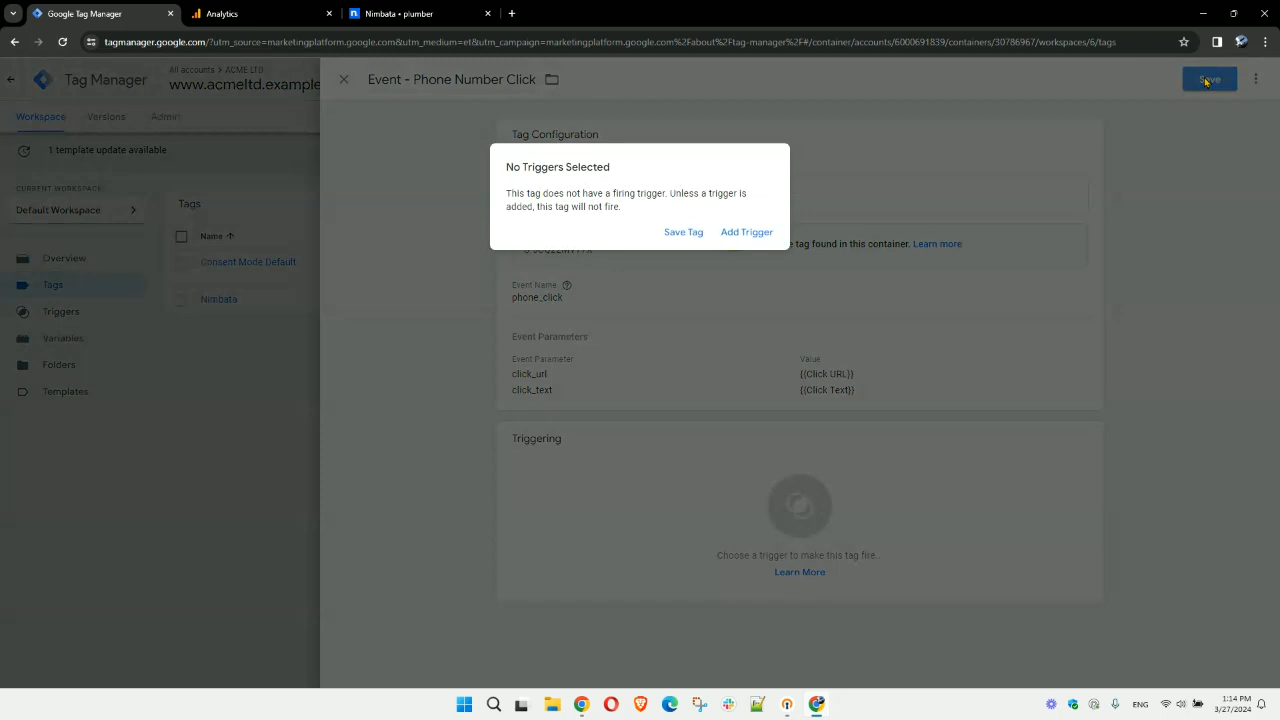 Google Tag Manager
Analytics
Nimbata • plumber
tagmanager.google.com/?utm_source=marketingplatform.google.com&utm_medium=et&utm_campaign=marketingplatform.google.com%2Fabout%2Ftag-manager%2F#/container/accounts/6000691839/containers/30786967/workspaces/6/tags
Tag Manager
All accounts > ACME LTD
www.acmeltd.example
Event - Phone Number Click
Save
Workspace
Versions
Admin
1 template update available
CURRENT WORKSPACE
Default Workspace
Overview
Tags
Triggers
Variables
Folders
Templates
Tags
Name
Consent Mode Default
Nimbata
Tag Configuration
No Triggers Selected
This tag does not have a firing trigger. Unless a trigger is
added, this tag will not fire.
Save Tag
Add Trigger
e tag found in this container. Learn more
Event Name
phone_click
Event Parameters
Event Parameter
Value
click_url
{{Click URL}}
click_text
{{Click Text}}
Triggering
Choose a trigger to make this tag fire...
Learn More
ENG
1:14 PM
3/27/2024